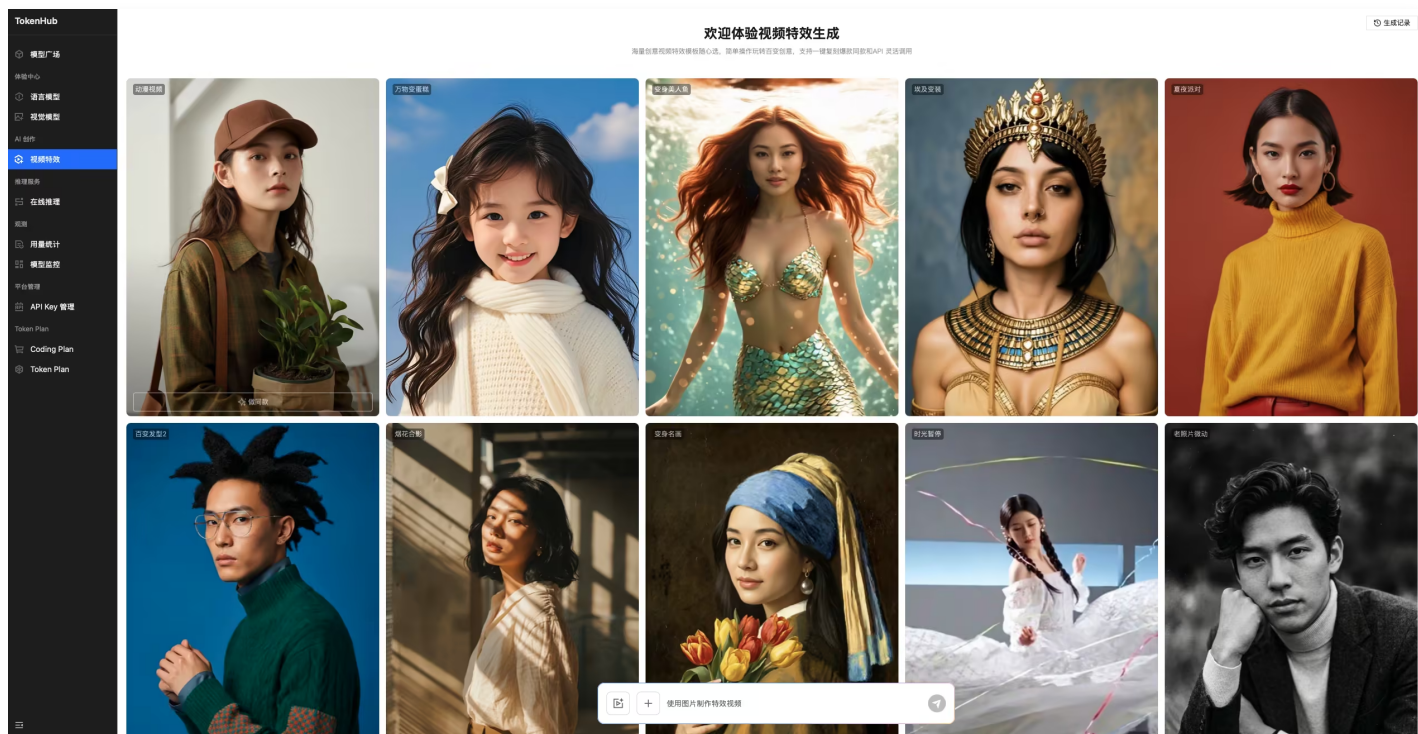 TokenHub
模型广场
体验中心
语言模型
视觉模型
AI 创作
视频特效
推理服务
在线推理
观测
用量统计
模型监控
平台管理
API Key 管理
Token Plan
Coding Plan
Token Plan
欢迎体验视频特效生成
生成记录
海量创意视频特效模板随心选，简单操作玩转百变创意，支持一键复刻爆款同款和API 灵活调用
动漫视频
万物变蛋糕
变身美人鱼
埃及变装
夏夜派对
做同款
百变发型2
烟花合影
变身名画
时光暂停
老照片微动
使用图片制作特效视频